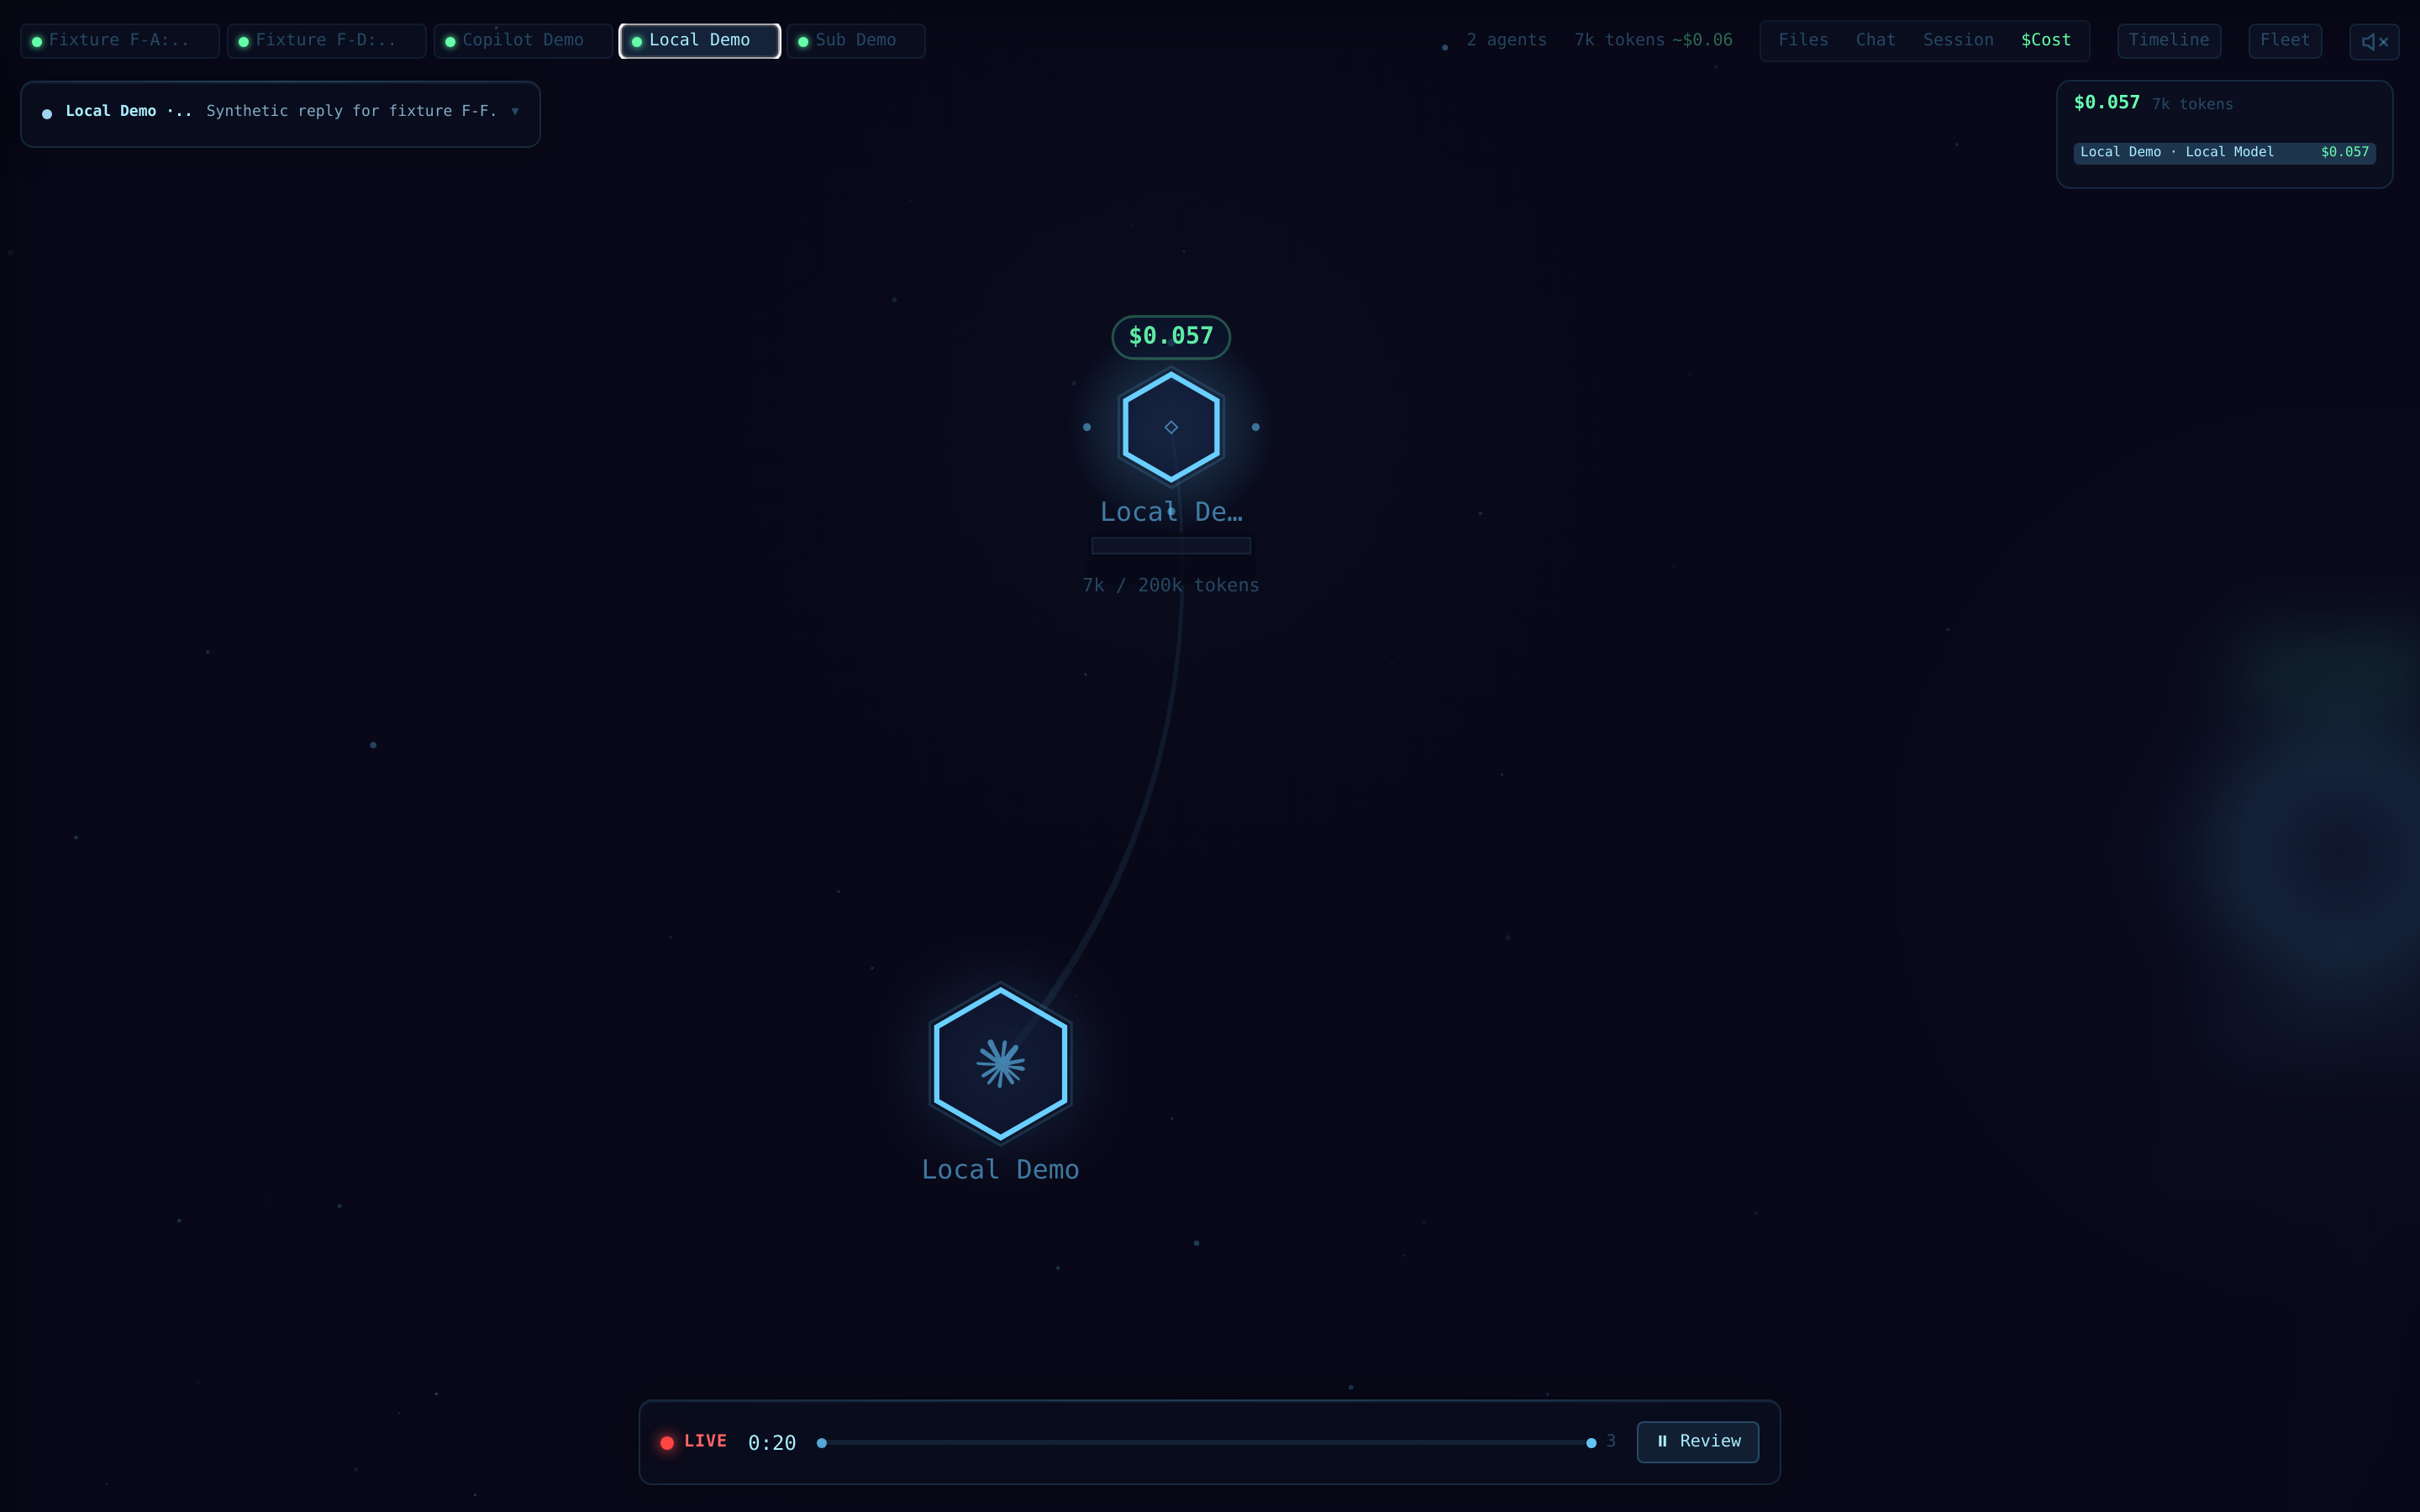 Fixture F-A:..
Fixture F-D:..
Copilot Demo
Local Demo
Sub Demo
2 agents
7k tokens ~$0.06
Files
Chat
Session
$Cost
Timeline
Fleet
Local Demo ·.. Synthetic reply for fixture F-F. ▼
$0.057 7k tokens
Local Demo · Local Model $0.057
$0.057
Local De…
7k / 200k tokens
Local Demo
LIVE 0:20 3 Review